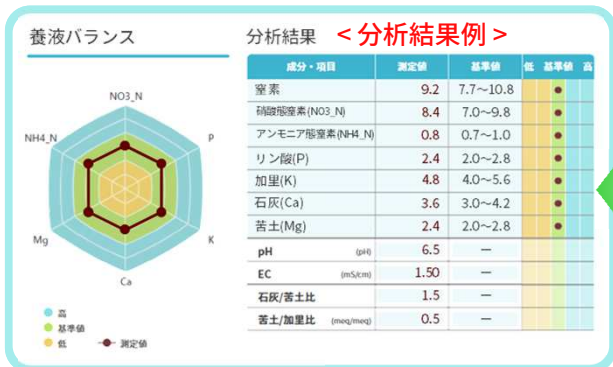 養液バランス
NO3_N
P
K
Ca
Mg
NH4_N
高
基準値
低
測定値
分析結果 <分析結果例>
成分・項目 測定値 基準値 低 基準値 高
窒素 9.2 7.7～10.8
硝酸態窒素(NO3_N) 8.4 7.0～9.8
アンモニア態窒素(NH4_N) 0.8 0.7～1.0
リン酸(P) 2.4 2.0～2.8
加里(K) 4.8 4.0～5.6
石灰(Ca) 3.6 3.0～4.2
苦土(Mg) 2.4 2.0～2.8
pH (pH) 6.5 —
EC (mS/cm) 1.50 —
石灰/苦土比 1.5 —
苦土/加里比 (meq/meq) 0.5 —